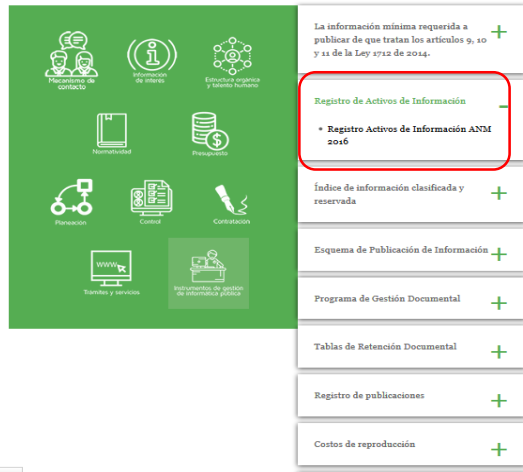 Mecanismo de
contacto
Información
de interés
Estructura orgánica
y talento humano
Normatividad
Presupuesto
Planeación
Control
Contratación
www
Trámites y servicios
Instrumentos de gestión
de informática pública
La información mínima requerida a
publicar de que tratan los artículos 9, 10
y 11 de la Ley 1712 de 2014.
Registro de Activos de Información
• Registro Activos de Información ANM
2016
Índice de información clasificada y
reservada
Esquema de Publicación de Información
Programa de Gestión Documental
Tablas de Retención Documental
Registro de publicaciones
Costos de reproducción